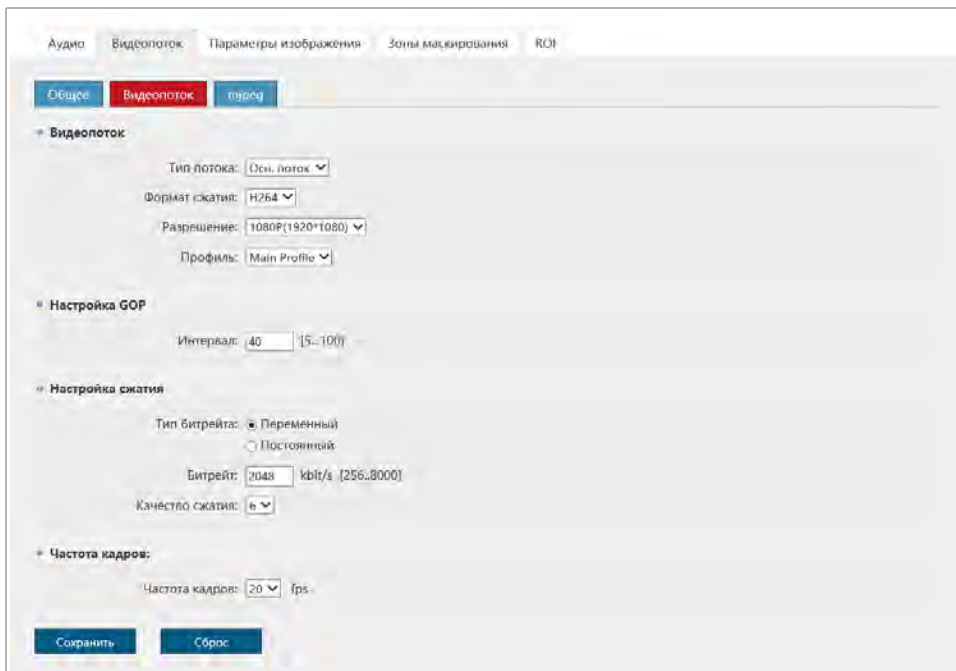 Аудио Видеопоток Параметры изображения Зоны маскирования ROI
Общее Видеопоток mjpeg
Видеопоток
Тип потока: Осн. поток
Формат сжатия: H264
Разрешение: 1080P(1920*1080)
Профиль: Main Profile
Настройка GOP
Интервал: 40 [5..100]
Настройка сжатия
Тип битрейта: Переменный
Постоянный
Битрейт: 2048 kbit/s [256..8000]
Качество сжатия: 6
Частота кадров:
Частота кадров: 20 fps
Сохранить Сброс